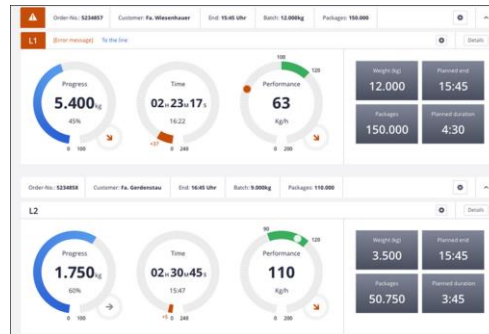 Order-No.: 5234857 Customer: Fa. Wiesenhauer End: 15:45 Uhr Batch: 12.000kg Packages: 150.000
L1 [Error message] To the line Details
Progress
5.400kg
45%
0 100
Time
02H 23M 17S
16:22
+37
0 240
Performance
63
Kg/h
100
120
0 200
Weight (kg)
12.000
Planned end
15:45
Packages
150.000
Planned duration
4:30
Order-No.: 5234858 Customer: Fa. Gerdenstau End: 16:45 Uhr Batch: 9.000kg Packages: 110.000
L2 Details
Progress
1.750kg
60%
0 100
Time
02H 30M 45S
15:47
+5
0 240
Performance
110
Kg/h
90
120
0 200
Weight (kg)
3.500
Planned end
15:45
Packages
50.750
Planned duration
3:45